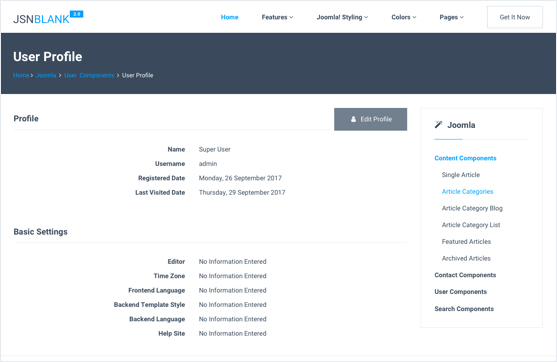 JSNBLANK 2.0
Home Features Joomla! Styling Colors Pages Get It Now
User Profile
Home > Joomla > User Components > User Profile
Profile
Edit Profile
Name Super User
Username admin
Registered Date Monday, 26 September 2017
Last Visited Date Thursday, 29 September 2017
Basic Settings
Editor No Information Entered
Time Zone No Information Entered
Frontend Language No Information Entered
Backend Template Style No Information Entered
Backend Language No Information Entered
Help Site No Information Entered
Joomla
Content Components
Single Article
Article Categories
Article Category Blog
Article Category List
Featured Articles
Archived Articles
Contact Components
User Components
Search Components